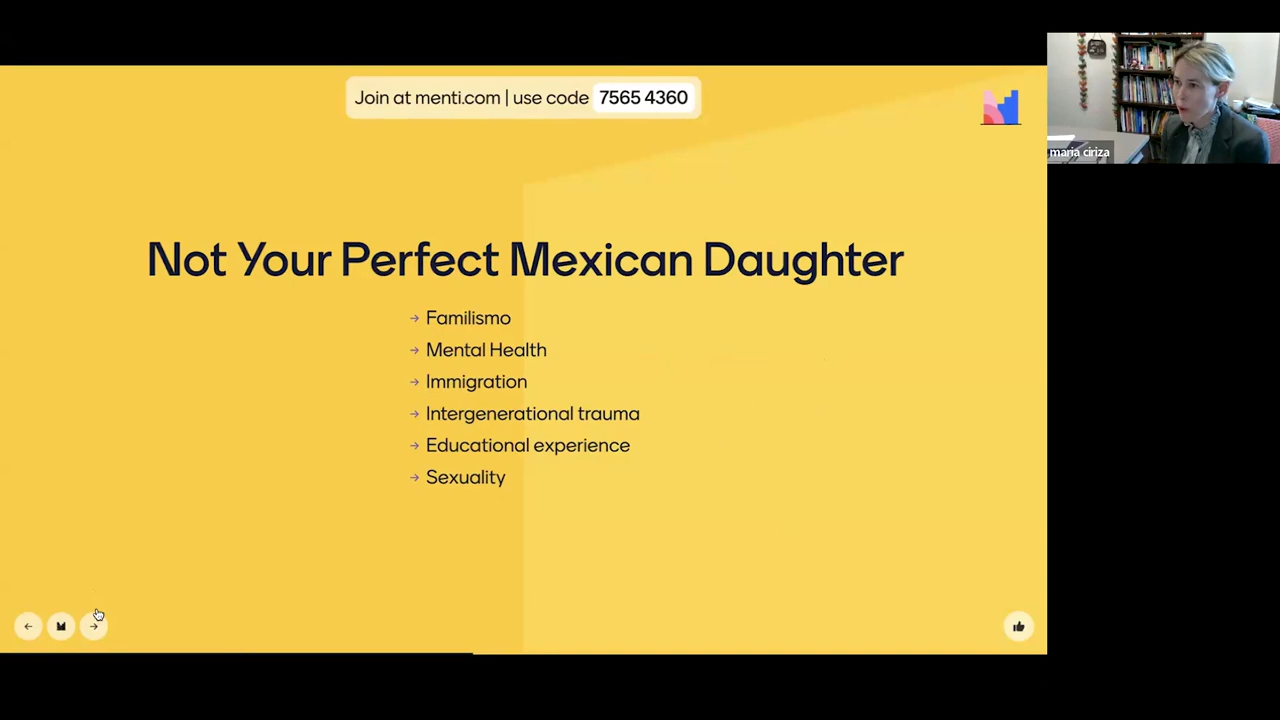 Join at menti.com | use code 7565 4360
maria ciriza
Not Your Perfect Mexican Daughter
→ Familismo
→ Mental Health
→ Immigration
→ Intergenerational trauma
→ Educational experience
→ Sexuality